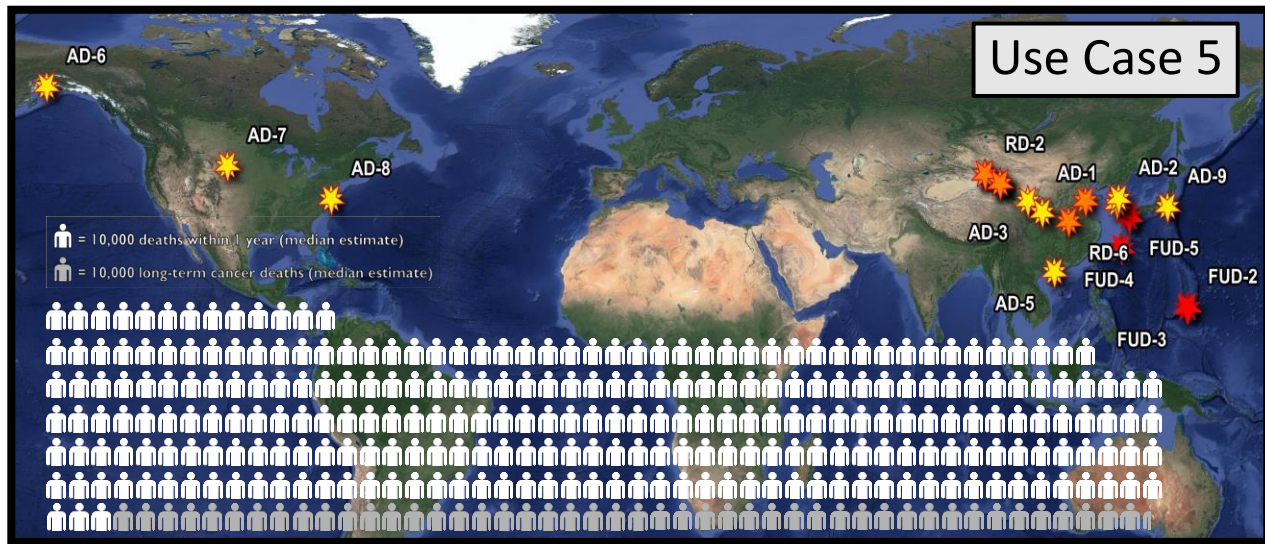 Use Case 5
AD-6
AD-7
AD-8
RD-2
AD-1
AD-2
AD-9
AD-3
RD-6
FUD-5
FUD-4
FUD-2
AD-5
FUD-3
= 10,000 deaths within 1 year (median estimate)
= 10,000 long-term cancer deaths (median estimate)